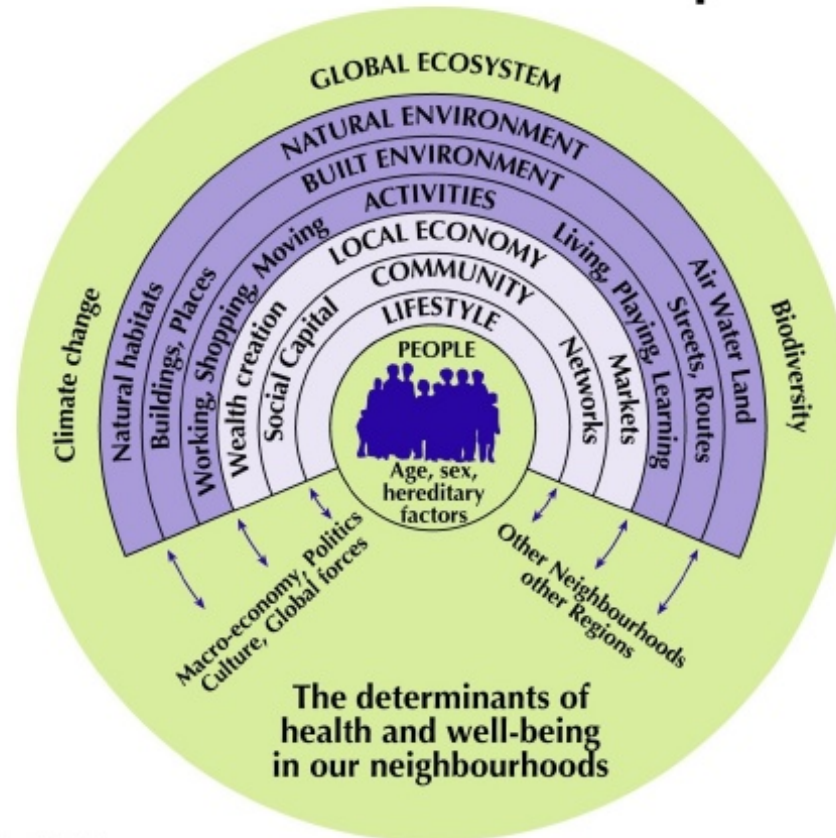 GLOBAL ECOSYSTEM
NATURAL ENVIRONMENT
BUILT ENVIRONMENT
ACTIVITIES
LOCAL ECONOMY
COMMUNITY
LIFESTYLE
PEOPLE
Age, sex,
hereditary
factors
Climate change
Natural habitats
Buildings, Places
Working, Shopping, Moving
Wealth creation
Social Capital
Networks
Markets
Living, Playing, Learning
Streets, Routes
Air Water Land
Biodiversity
Macro-economy, Politics
Culture, Global forces
Other Neighbourhoods
other Regions
The determinants of
health and well-being
in our neighbourhoods